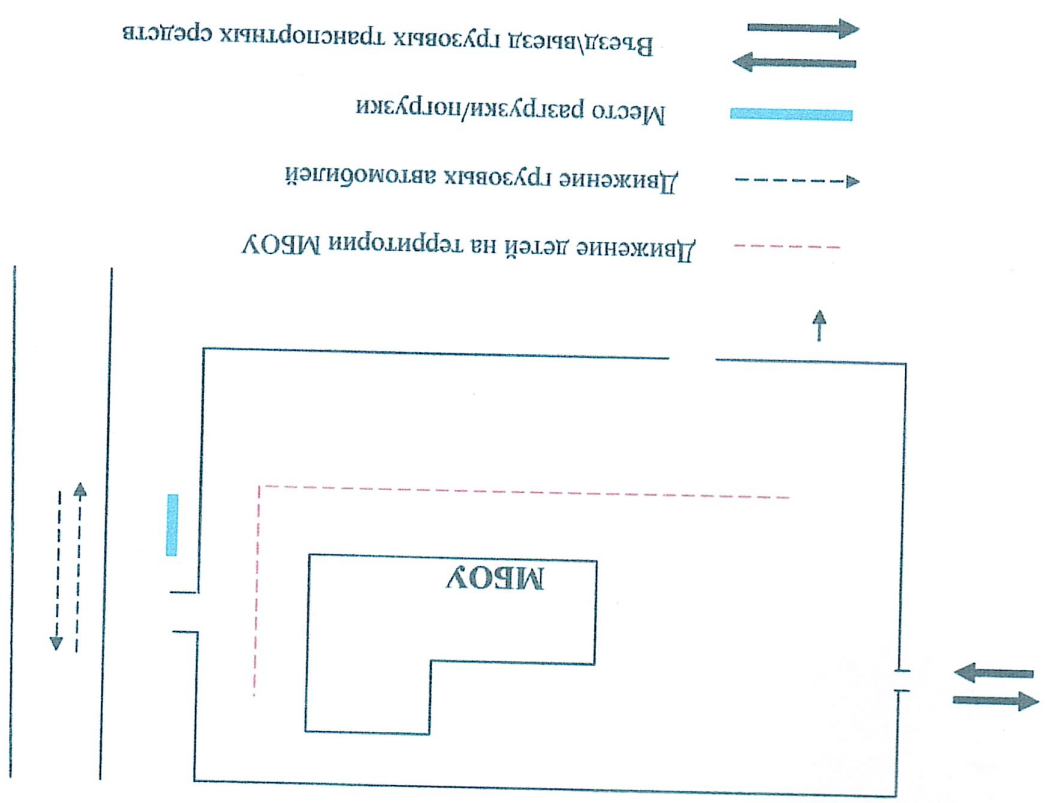 МБОУ
Движение детей на территории МБОУ
Движение грузовых автомобилей
Место разгрузки/погрузки
Въезд\выезд грузовых транспортных средств